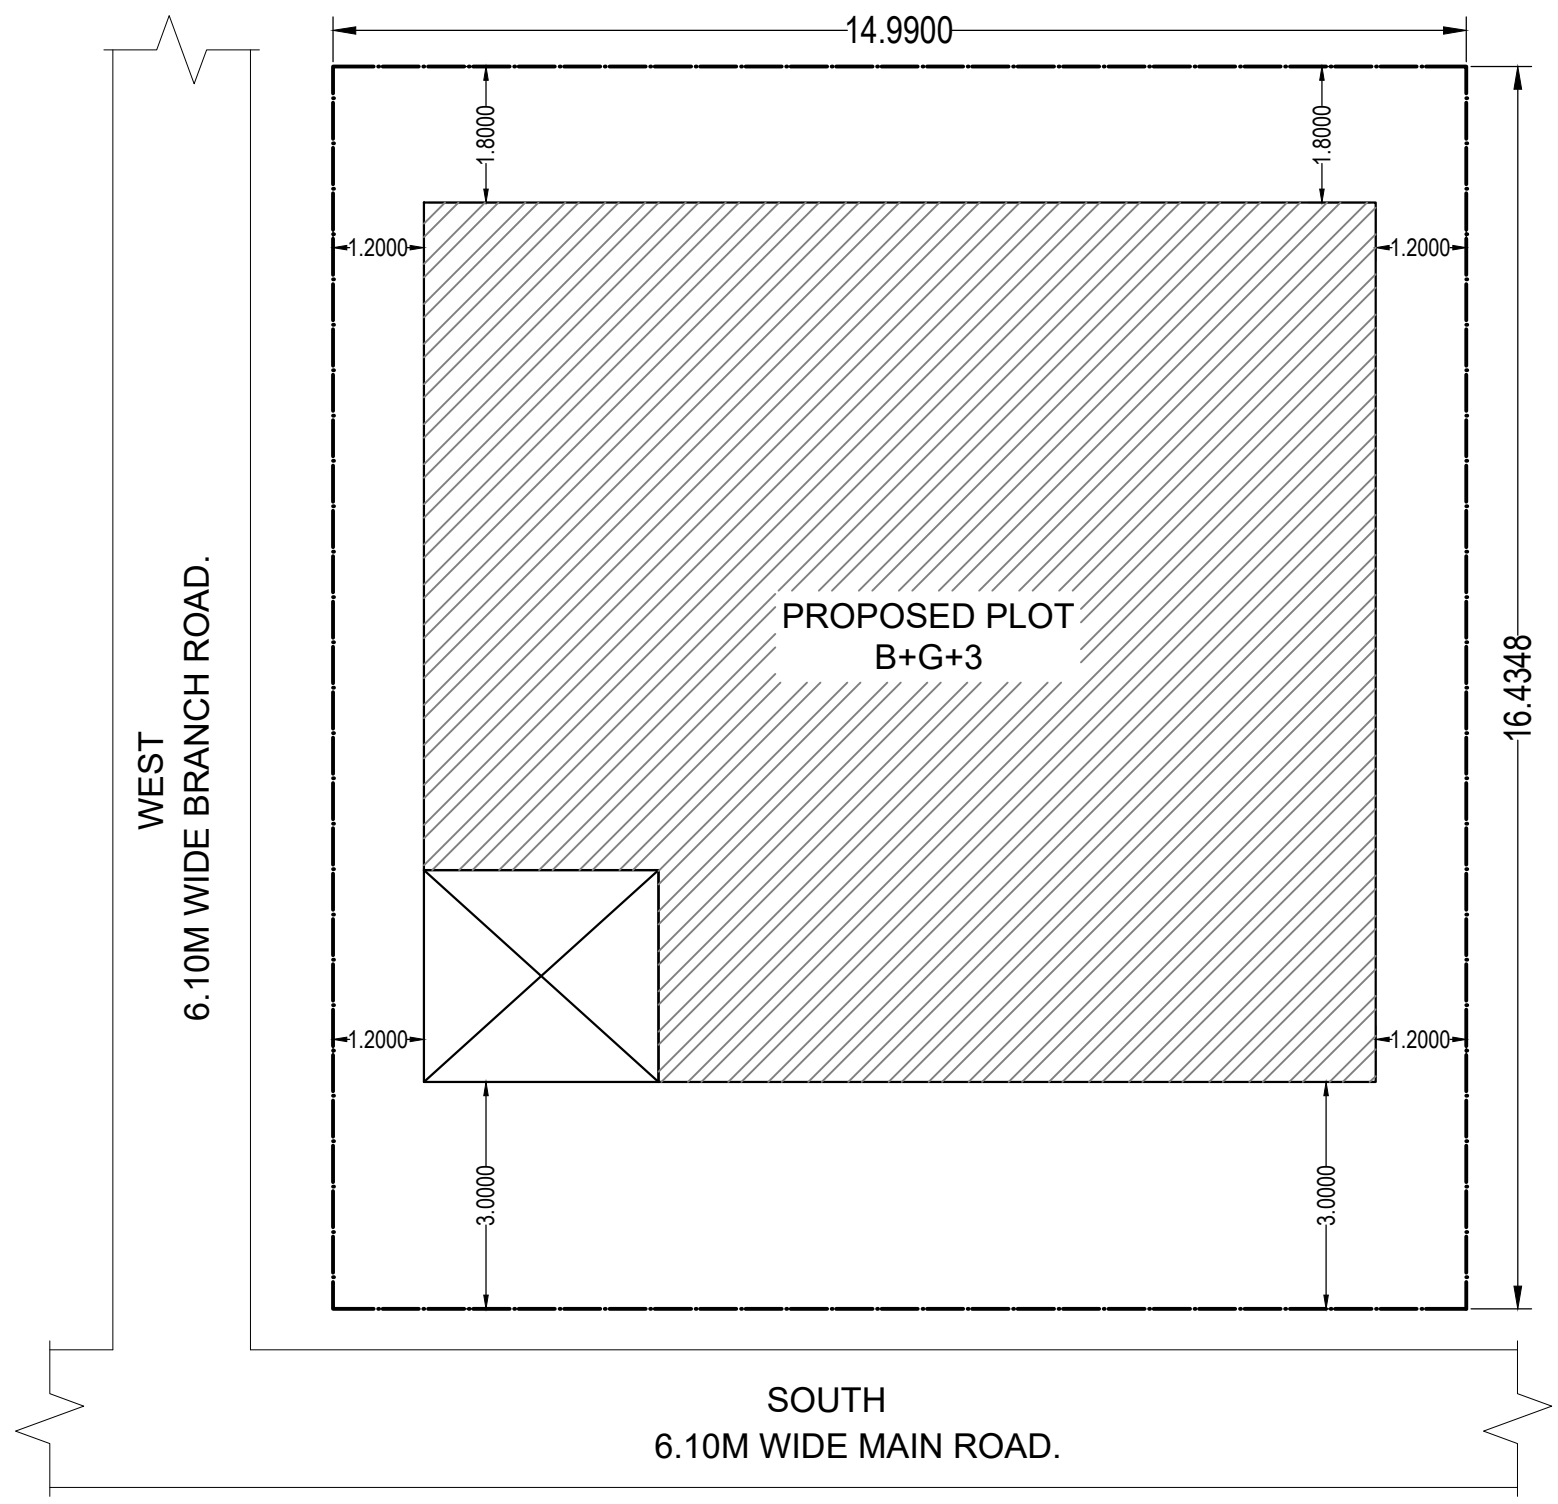 14.9900
1.8000
1.8000
1.2000
1.2000
PROPOSED PLOT
B+G+3
16.4348
WEST
6.10M WIDE BRANCH ROAD.
1.2000
1.2000
3.0000
3.0000
SOUTH
6.10M WIDE MAIN ROAD.